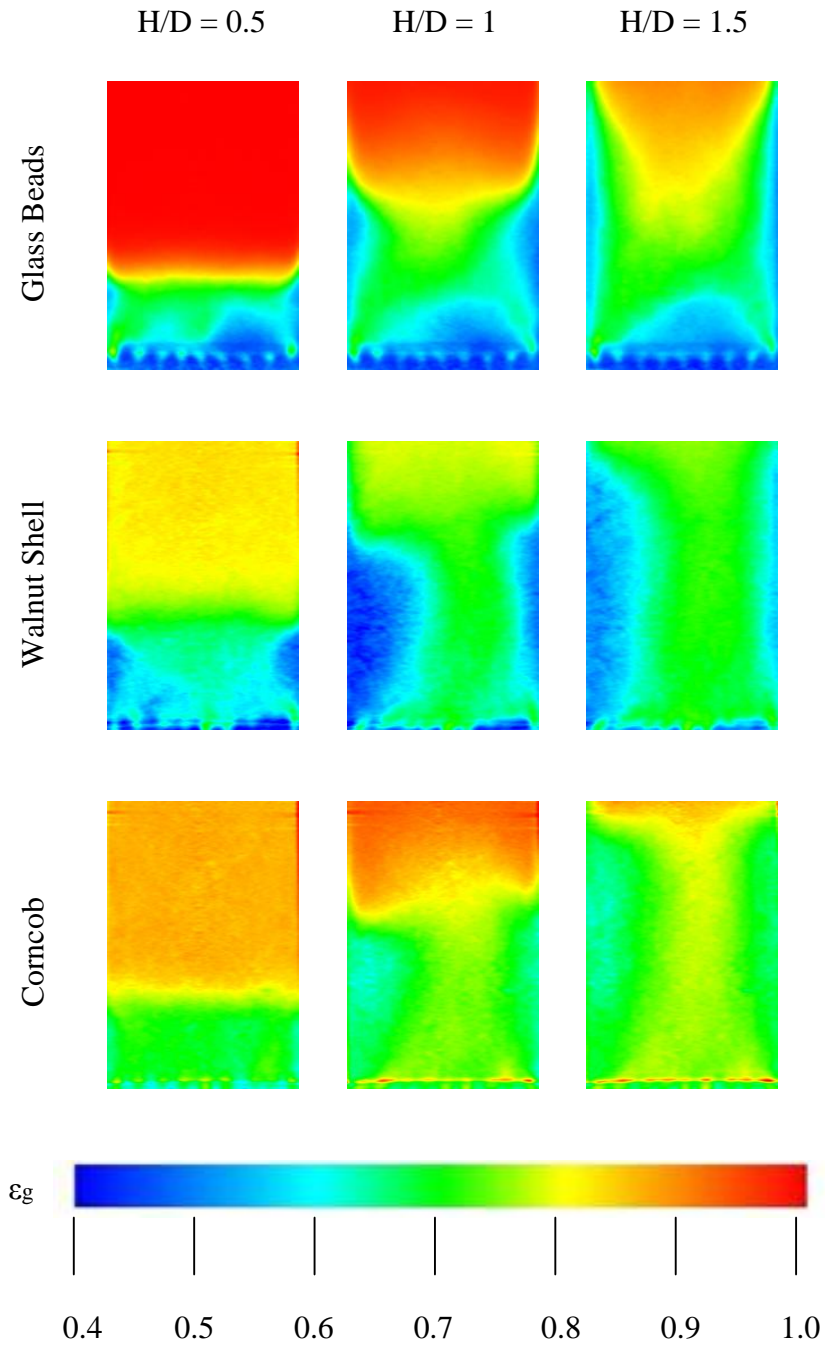 H/D = 0.5 H/D = 1 H/D = 1.5
Glass Beads
Walnut Shell
Corncob
εg
0.4 0.5 0.6 0.7 0.8 0.9 1.0